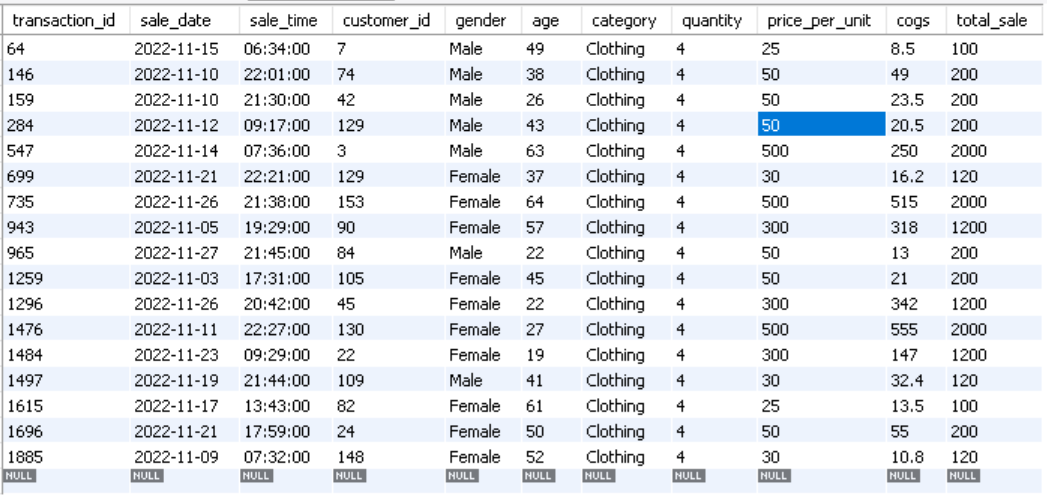 transaction_id sale_date sale_time customer_id gender age category quantity price_per_unit cogs total_sale
64 2022-11-15 06:34:00 7 Male 49 Clothing 4 25 8.5 100
146 2022-11-10 22:01:00 74 Male 38 Clothing 4 50 49 200
159 2022-11-10 21:30:00 42 Male 26 Clothing 4 50 23.5 200
284 2022-11-12 09:17:00 129 Male 43 Clothing 4 50 20.5 200
547 2022-11-14 07:36:00 3 Male 63 Clothing 4 500 250 2000
699 2022-11-21 22:21:00 129 Female 37 Clothing 4 30 16.2 120
735 2022-11-26 21:38:00 153 Female 64 Clothing 4 500 515 2000
943 2022-11-05 19:29:00 90 Female 57 Clothing 4 300 318 1200
965 2022-11-27 21:45:00 84 Male 22 Clothing 4 50 13 200
1259 2022-11-03 17:31:00 105 Female 45 Clothing 4 50 21 200
1296 2022-11-26 20:42:00 45 Female 22 Clothing 4 300 342 1200
1476 2022-11-11 22:27:00 130 Female 27 Clothing 4 500 555 2000
1484 2022-11-23 09:29:00 22 Female 19 Clothing 4 300 147 1200
1497 2022-11-19 21:44:00 109 Male 41 Clothing 4 30 32.4 120
1615 2022-11-17 13:43:00 82 Female 61 Clothing 4 25 13.5 100
1696 2022-11-21 17:59:00 24 Female 50 Clothing 4 50 55 200
1885 2022-11-09 07:32:00 148 Female 52 Clothing 4 30 10.8 120
NULL NULL NULL NULL NULL NULL NULL NULL NULL NULL NULL